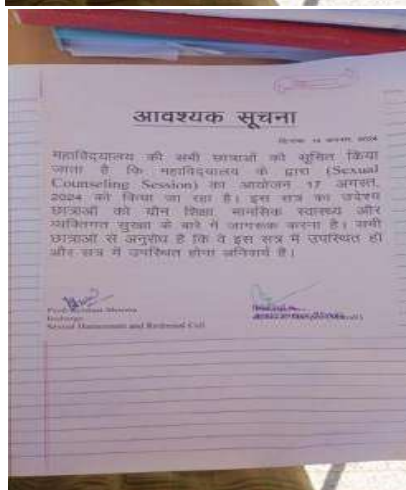 आवश्यक सूचना
अगस्त, 2024
महाविद्यालय की सभी छात्राओं को सूचित किया
जाता है कि महाविद्यालय के द्वारा (Sexual
Counseling Session) का आयोजन 17 अगस्त,
2024 को किया जा रहा है। इस सत्र का उद्देश्य
छात्राओं को यौन शिक्षा मानसिक स्वास्थ्य और
व्यक्तिगत सुरक्षा के बारे में जागरूक करना है। सभी
छात्राओं से अनुरोध है कि वे इस सत्र में उपस्थित हों
और सत्र में उपस्थित होना अनिवार्य है।
Sexual Harassment and Redressal Cell